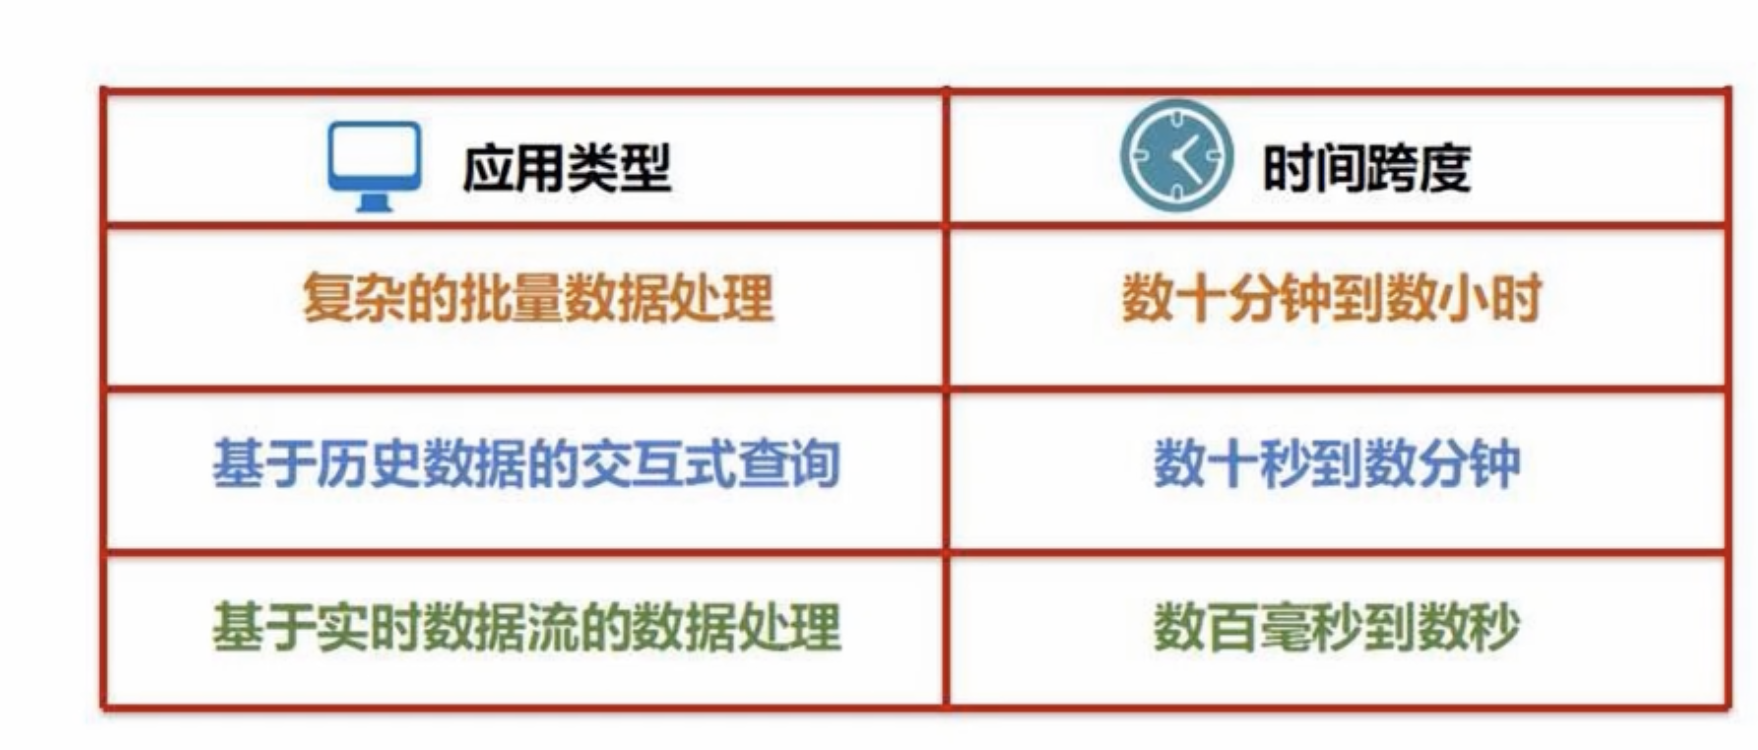 应用类型 时间跨度
复杂的批量数据处理 数十分钟到数小时
基于历史数据的交互式查询 数十秒到数分钟
基于实时数据流的数据处理 数百毫秒到数秒